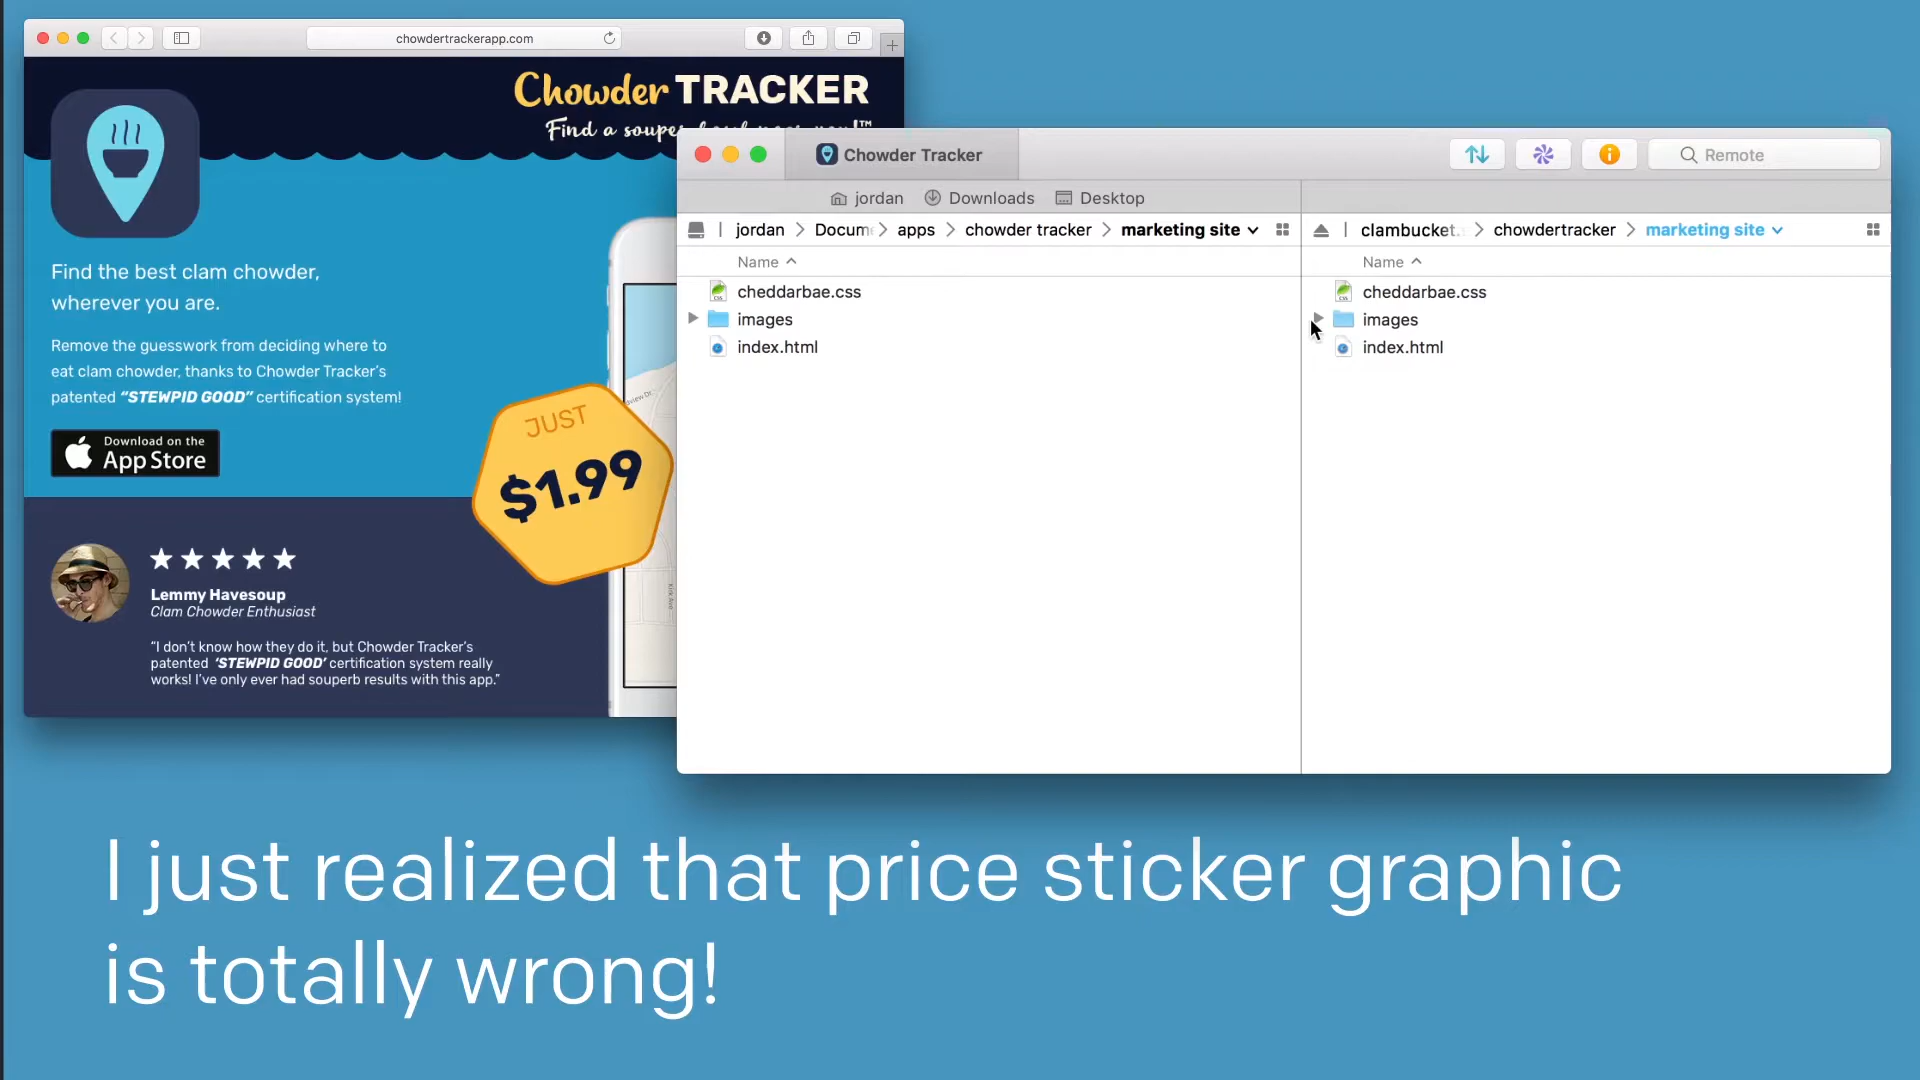 chowdertrackerapp.com
Chowder TRACKER
Find a soupe
™
Find the best clam chowder,
wherever you are.
Remove the guesswork from deciding where to
eat clam chowder, thanks to Chowder Tracker's
patented “STEWPID GOOD” certification system!
Download on the
App Store
JUST
$1.99
Lemmy Havesoup
Clam Chowder Enthusiast
“I don't know how they do it, but Chowder Tracker's
patented ‘STEWPID GOOD’ certification system really
works! I've only ever had souperb results with this app.”
Chowder Tracker
Remote
jordan Downloads Desktop
jordan Docum apps chowder tracker marketing site
clambucket. chowdertracker marketing site
Name
cheddarbae.css
images
index.html
Name
cheddarbae.css
images
index.html
I just realized that price sticker graphic
is totally wrong!